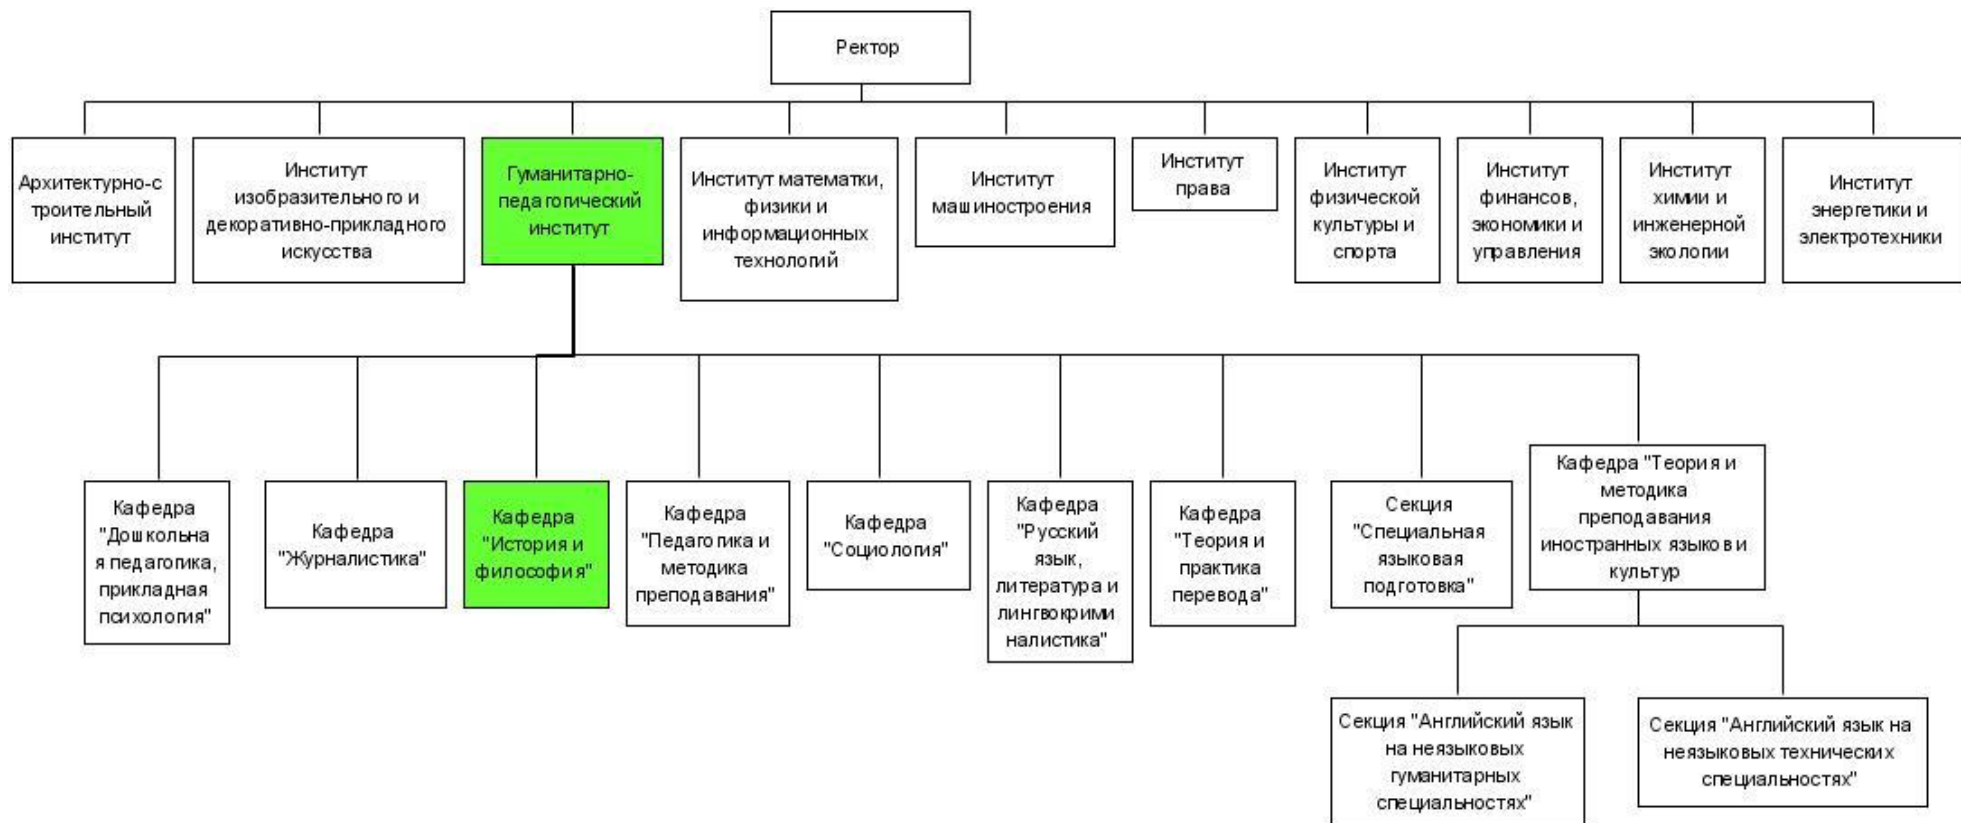 Ректор
Архитектурно-с
троительный
институт
Институт
изобразительного и
декоративно-прикладного
искусства
Гуманитарно-
педагогический
институт
Институт математки,
физики и
информационных
технологий
Институт
машиностроения
Институт
права
Институт
физической
культуры и
спорта
Институт
финансов,
экономики и
управления
Институт
химии и
инженерной
экологии
Институт
энергетики и
электротехники
Кафедра
"Дошкольна
я педагогика,
прикладная
психология"
Кафедра
"Журналистика"
Кафедра
"История и
философия"
Кафедра
"Педагогика и
методика
преподавания"
Кафедра
"Социология"
Кафедра
"Русский
язык,
литература и
лингвокрими
налистика"
Кафедра
"Теория и
практика
перевода"
Секция
"Специальная
языковая
подготовка"
Кафедра "Теория и
методика
преподавания
иностранных языков и
культур
Секция "Английский язык
на неязыковых
гуманитарных
специальностях"
Секция "Английский язык на
неязыковых технических
специальностях"